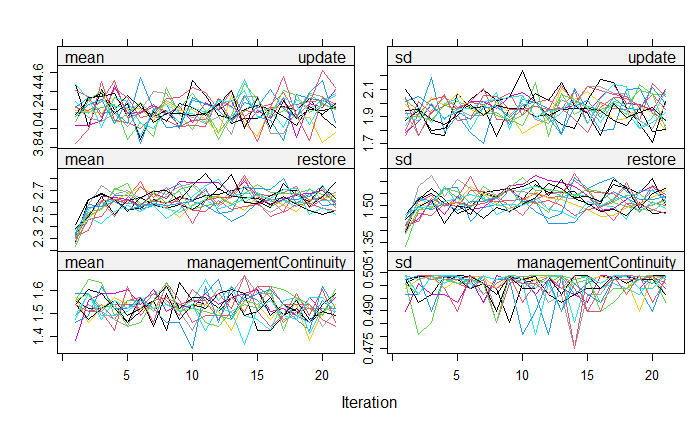 mean update
sd update
3.8 4.0 4.2 4.4 4.6
1.7 1.9 2.1
mean restore
sd restore
2.3 2.5 2.7
1.35 1.50
mean managementContinuity
sd managementContinuity
1.4 1.5 1.6
0.475 0.490 0.505
5 10 15 20
5 10 15 20
Iteration